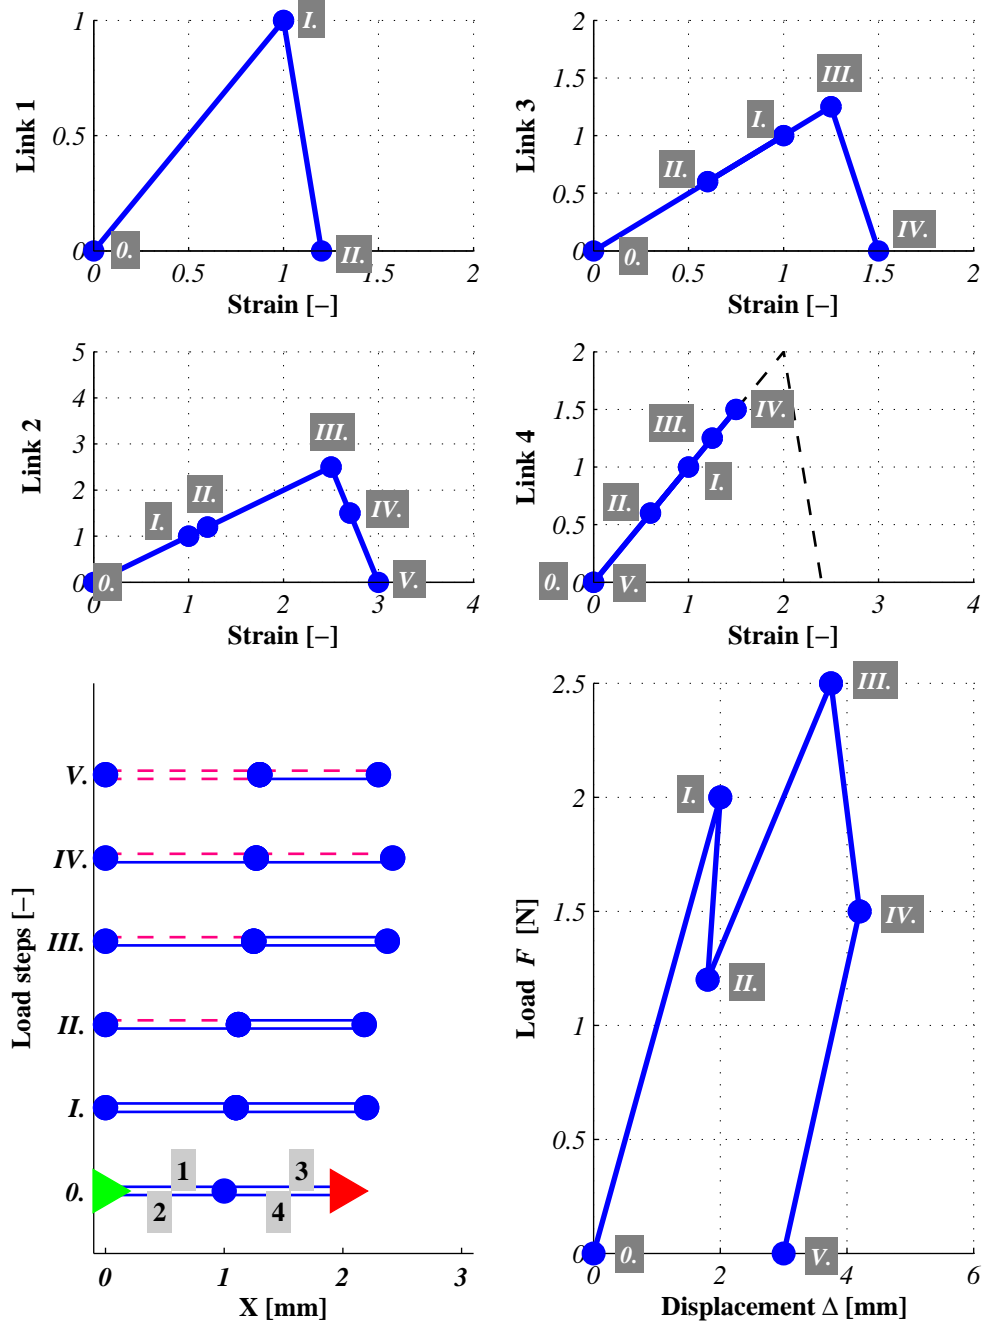 Link 1
1
0.5
0
0 0.5 1 1.5 2
I.
0.
II.
Strain [−]
Link 3
2
1.5
1
0.5
0
0 0.5 1 1.5 2
III.
I.
II.
IV.
0.
Strain [−]
Link 2
5
4
3
2
1
0
0 1 2 3 4
III.
II.
I.
IV.
0.
V.
Strain [−]
Link 4
2
1.5
1
0.5
0
0 1 2 3 4
IV.
III.
I.
II.
0.
V.
Strain [−]
Load steps [−]
V.
IV.
III.
II.
I.
0.
1 3
2 4
0 1 2 3
X [mm]
Load F [N]
2.5
2
1.5
1
0.5
0
0 2 4 6
III.
I.
IV.
II.
0.
V.
Displacement Δ [mm]